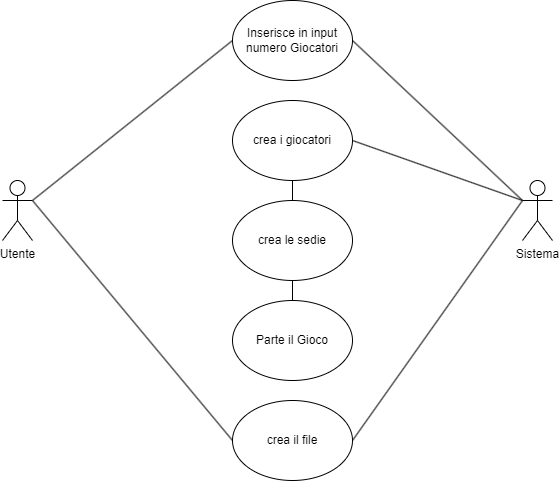 Inserisce in input
numero Giocatori
crea i giocatori
Utente
Sistema
crea le sedie
Parte il Gioco
crea il file